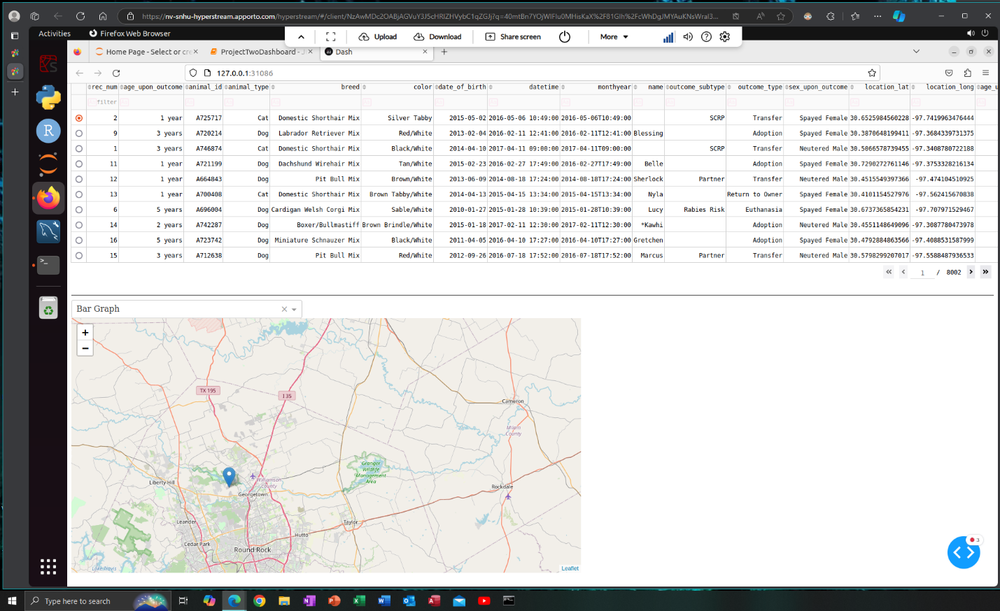 https://nv-snhu-hyperstream.apporto.com/hyperstream/#/client/
Activities Firefox Web Browser
Upload Download Share screen More
Home Page - Select or cre ProjectTwoDashboard - J Dash
127.0.0.1:31086
rec_num age_upon_outcome animal_id animal_type breed color date_of_birth datetime monthyear name outcome_subtype outcome_type sex_upon_outcome location_lat location_long age_u
filter
2 1 year A725717 Cat Domestic Shorthair Mix Silver Tabby 2015-05-02 2016-05-06 10:49:00 2016-05-06T10:49:00 SCRP Transfer Spayed Female 30.6525984560228 -97.7419963476444
9 3 years A720214 Dog Labrador Retriever Mix Red/White 2013-02-04 2016-02-11 12:41:00 2016-02-11T12:41:00 Blessing Adoption Spayed Female 30.3870648199411 -97.3684339731375
1 3 years A746874 Cat Domestic Shorthair Mix Black/White 2014-04-10 2017-04-11 09:00:00 2017-04-11T09:00:00 SCRP Transfer Neutered Male 30.5066578739455 -97.3408780722188
11 1 year A721199 Dog Dachshund Wirehair Mix Tan/White 2015-02-23 2016-02-27 17:49:00 2016-02-27T17:49:00 Belle Adoption Spayed Female 30.7290272761146 -97.3753328216134
12 1 year A664843 Dog Pit Bull Mix Brown/White 2013-06-09 2014-08-18 17:24:00 2014-08-18T17:24:00 Sherlock Partner Transfer Neutered Male 30.4515549397366 -97.474104510925
13 1 year A700408 Cat Domestic Shorthair Mix Brown Tabby/White 2014-04-13 2015-04-15 13:34:00 2015-04-15T13:34:00 Nyla Return to Owner Spayed Female 30.4101154527976 -97.562415670838
6 5 years A696004 Dog Cardigan Welsh Corgi Mix Sable/White 2010-01-27 2015-01-28 10:39:00 2015-01-28T10:39:00 Lucy Rabies Risk Euthanasia Spayed Female 30.6737365854231 -97.707971529467
14 2 years A742287 Dog Boxer/Bullmastiff Brown Brindle/White 2015-01-18 2017-02-11 12:30:00 2017-02-11T12:30:00 *Kawhi Adoption Neutered Male 30.4551148649096 -97.3087780473978
16 5 years A723742 Dog Miniature Schnauzer Mix Black/White 2011-04-05 2016-04-10 17:27:00 2016-04-10T17:27:00 Gretchen Adoption Spayed Female 30.4792884863566 -97.4088531587999
15 3 years A712638 Dog Pit Bull Mix Red/White 2012-09-26 2016-07-18 17:52:00 2016-07-18T17:52:00 Marcus Partner Transfer Neutered Male 30.5798299207017 -97.5588487936533
1 / 8002
Bar Graph
+
−
TX 195
I 35
Cameron
Milam County
Granger Wildlife Management Area
Liberty Hill
Williamson County
Georgetown
Rockdale
Leander
Taylor
Hutto
Cedar Park
Round Rock
Lake Travis
Leaflet
3
Type here to search